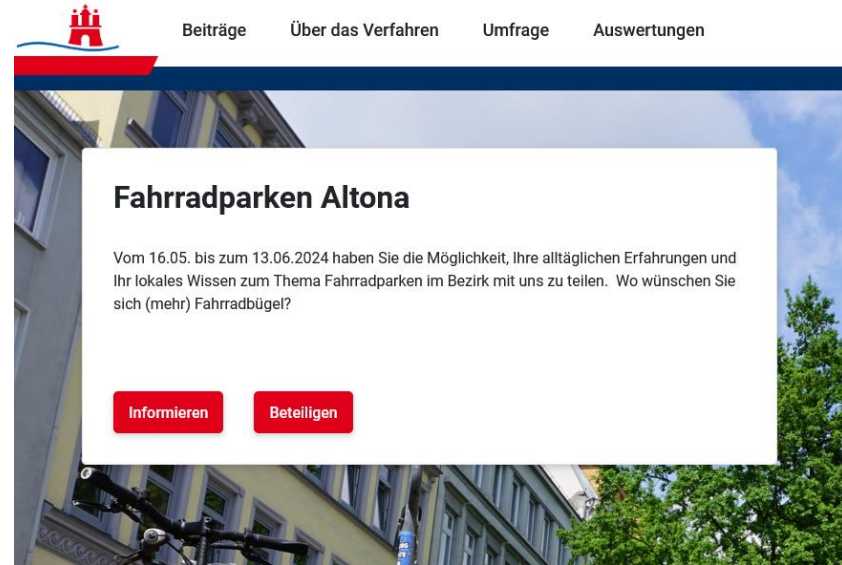 Beiträge Über das Verfahren Umfrage Auswertungen
Fahrradparken Altona
Vom 16.05. bis zum 13.06.2024 haben Sie die Möglichkeit, Ihre alltäglichen Erfahrungen und
Ihr lokales Wissen zum Thema Fahrradparken im Bezirk mit uns zu teilen. Wo wünschen Sie
sich (mehr) Fahrradbügel?
Informieren Beteiligen